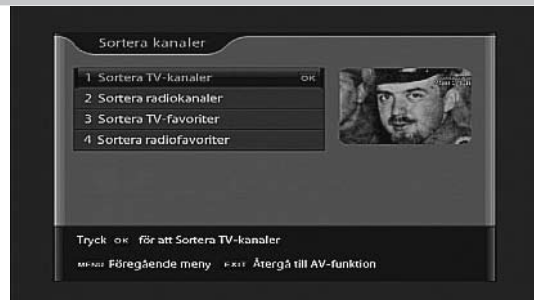 Sortera kanaler
1 Sortera TV-kanaler OK
2 Sortera radiokanaler
3 Sortera TV-favoriter
4 Sortera radiofavoriter
Tryck OK för att Sortera TV-kanaler
MENU Föregående meny EXIT Återgå till AV-funktion